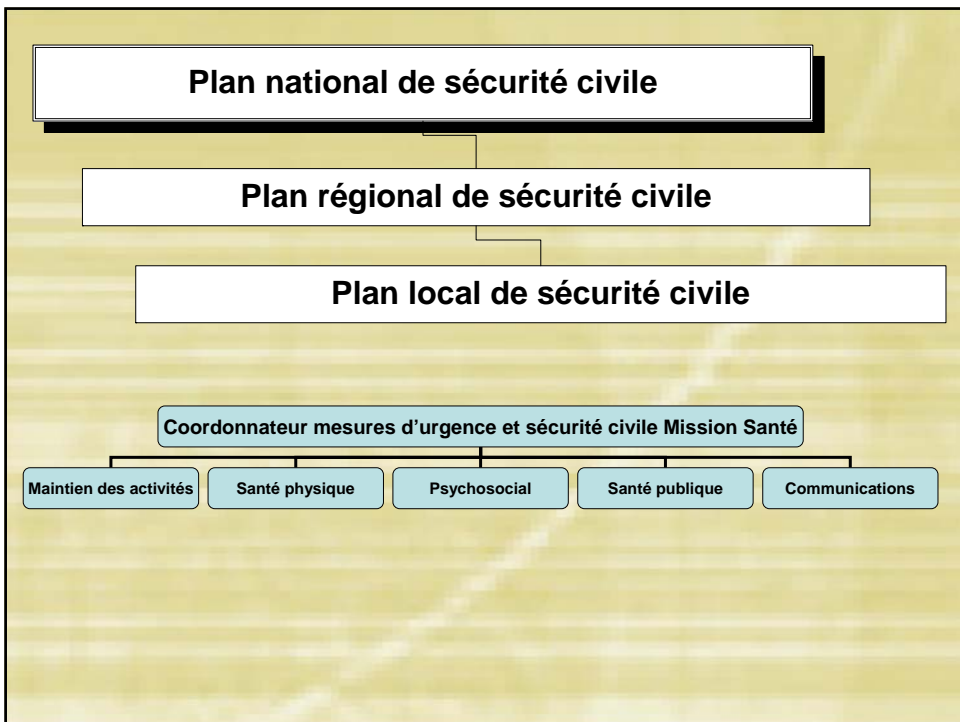 Plan national de sécurité civile
Plan régional de sécurité civile
Plan local de sécurité civile
Coordonnateur mesures d'urgence et sécurité civile Mission Santé
Maintien des activités
Santé physique
Psychosocial
Santé publique
Communications